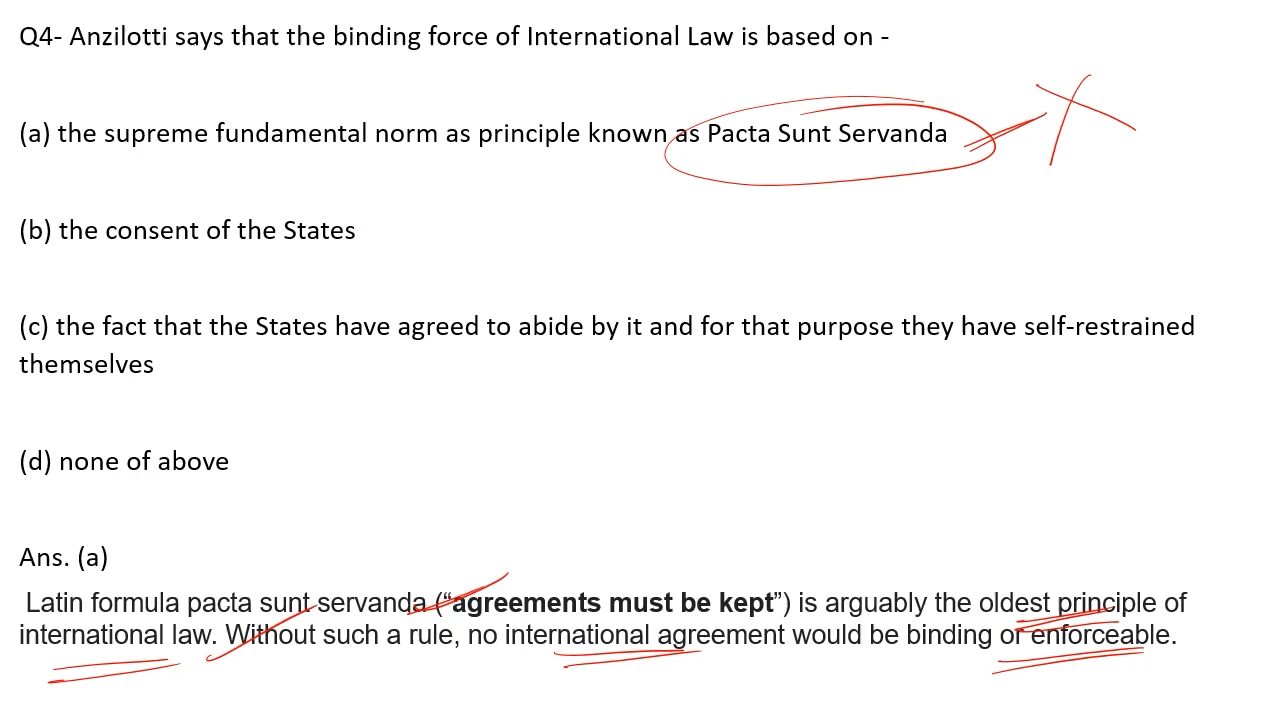 Q4- Anzilotti says that the binding force of International Law is based on -
(a) the supreme fundamental norm as principle known as Pacta Sunt Servanda
(b) the consent of the States
(c) the fact that the States have agreed to abide by it and for that purpose they have self-restrained
themselves
(d) none of above
Ans. (a)
Latin formula pacta sunt servanda (“agreements must be kept”) is arguably the oldest principle of
international law. Without such a rule, no international agreement would be binding or enforceable.